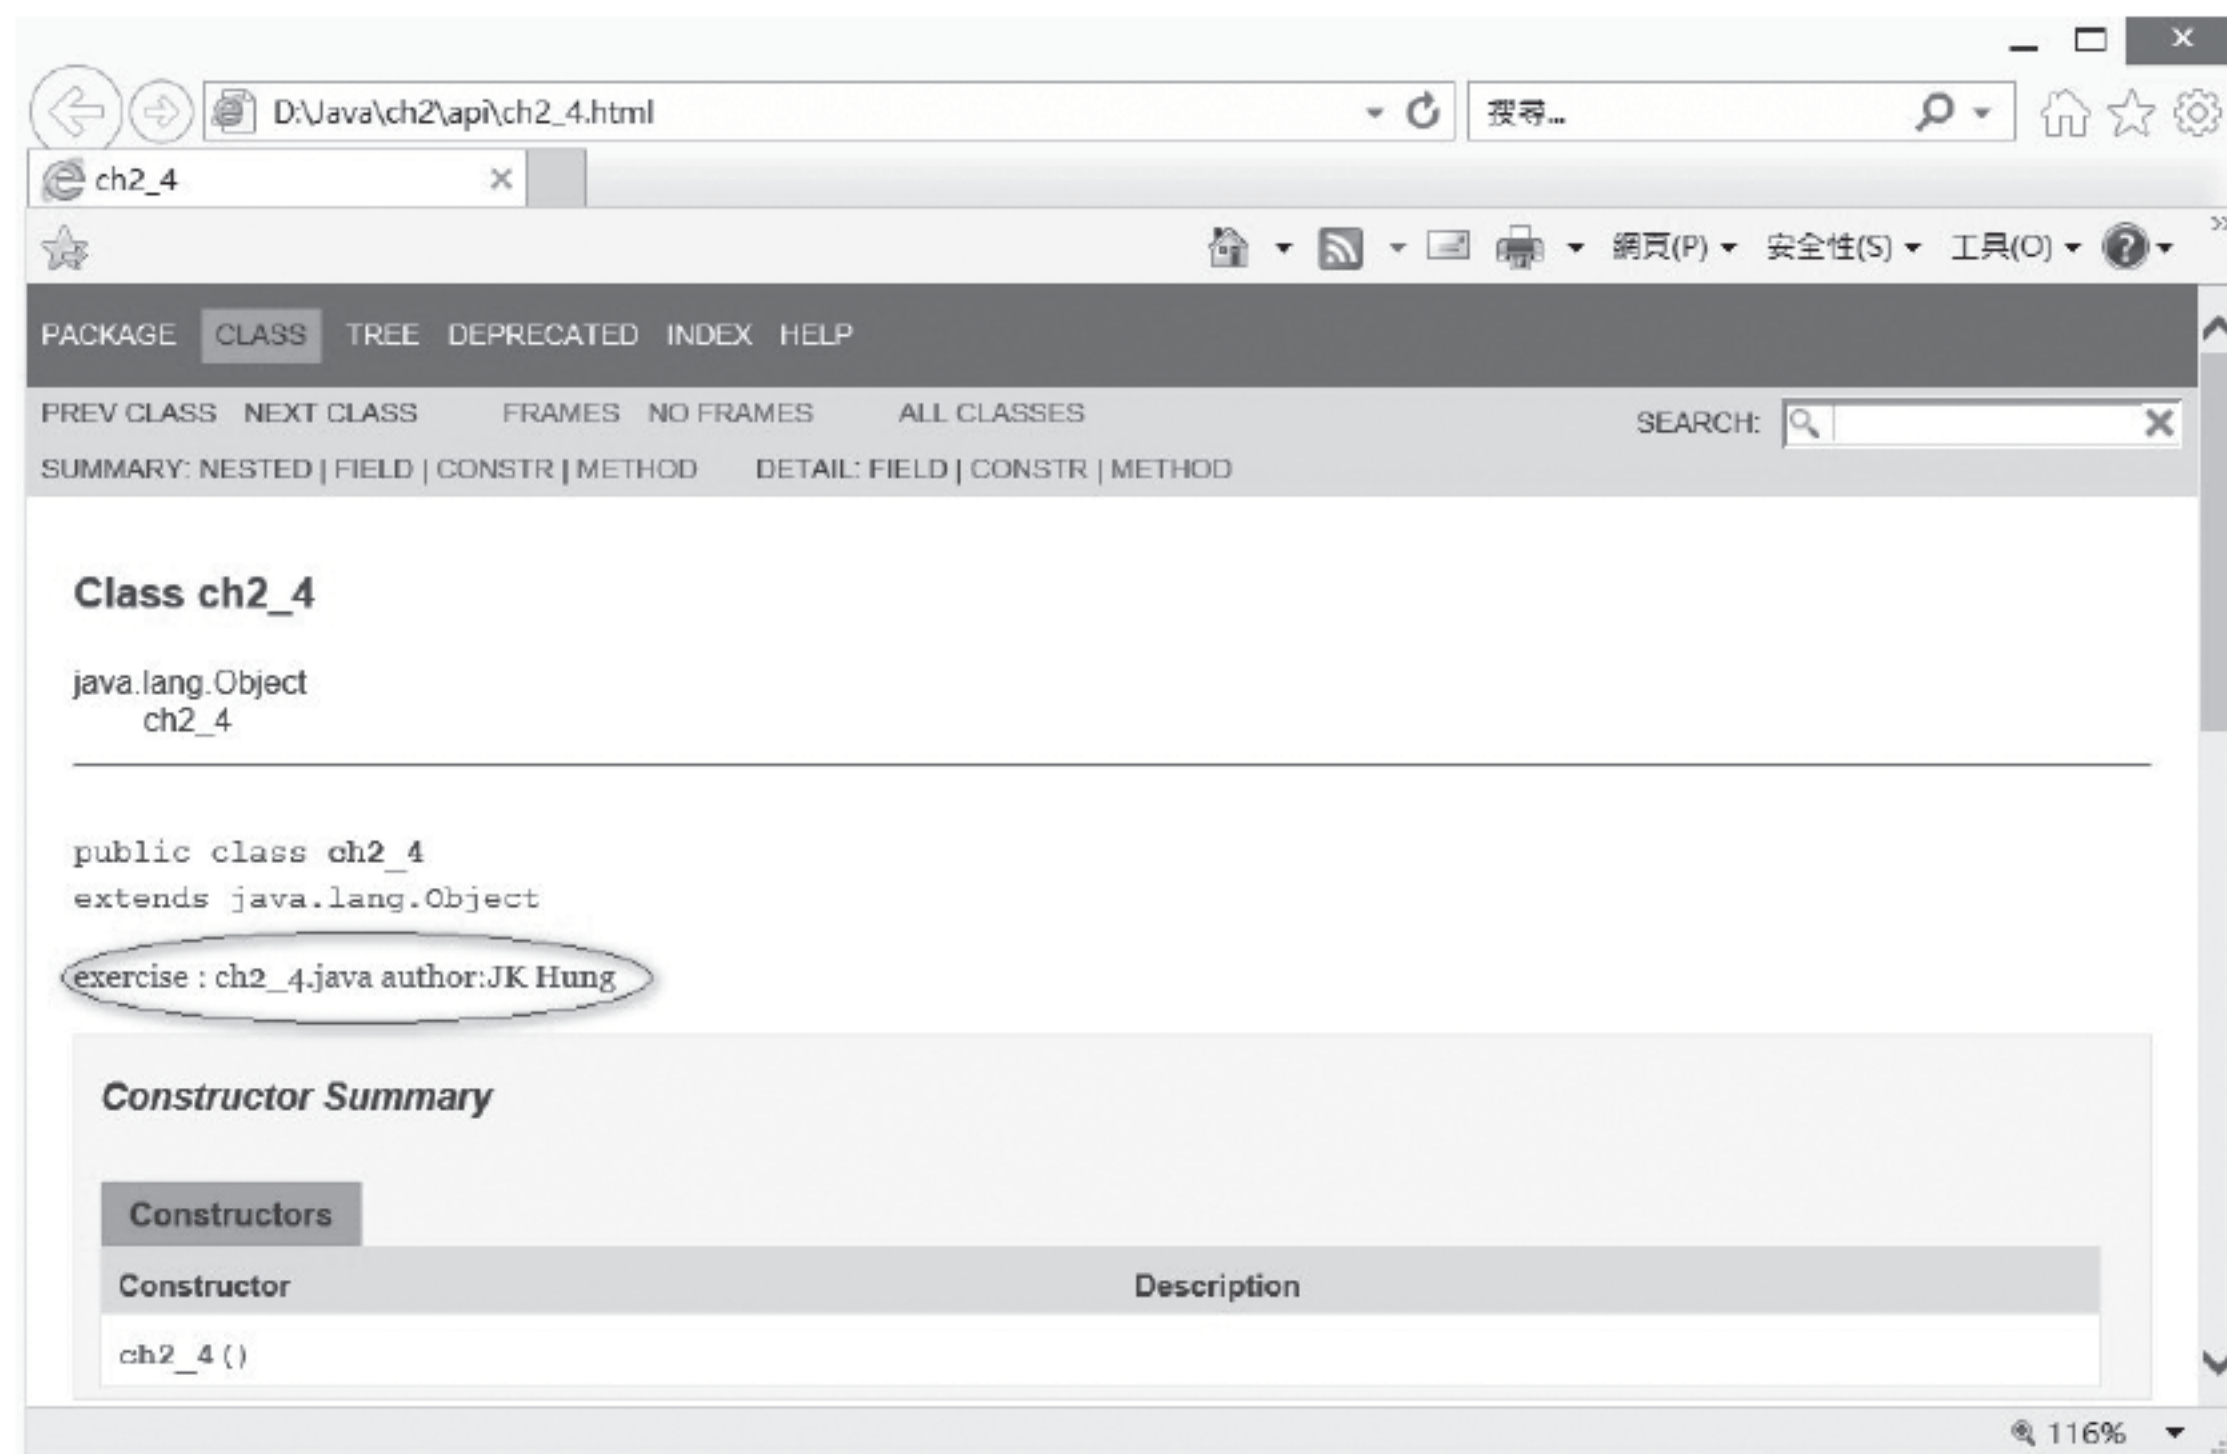 D:\Java\ch2\api\ch2_4.html
搜尋...
ch2_4
網頁(P) 安全性(S) 工具(O)
PACKAGE CLASS TREE DEPRECATED INDEX HELP
PREV CLASS NEXT CLASS FRAMES NO FRAMES ALL CLASSES
SEARCH:
SUMMARY: NESTED | FIELD | CONSTR | METHOD DETAIL: FIELD | CONSTR | METHOD
Class ch2_4
java.lang.Object
ch2_4
public class ch2_4
extends java.lang.Object
exercise : ch2_4.java author:JK Hung
Constructor Summary
Constructors
Constructor Description
ch2_4()
116%